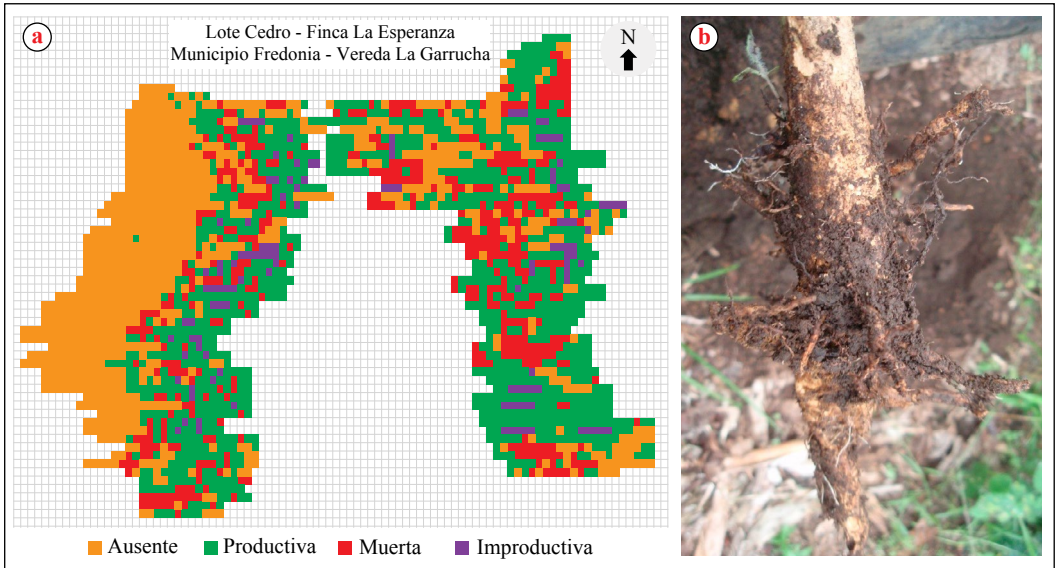 a
Lote Cedro - Finca La Esperanza
Municipio Fredonia - Vereda La Garrucha
N
b
Ausente Productiva Muerta Improductiva